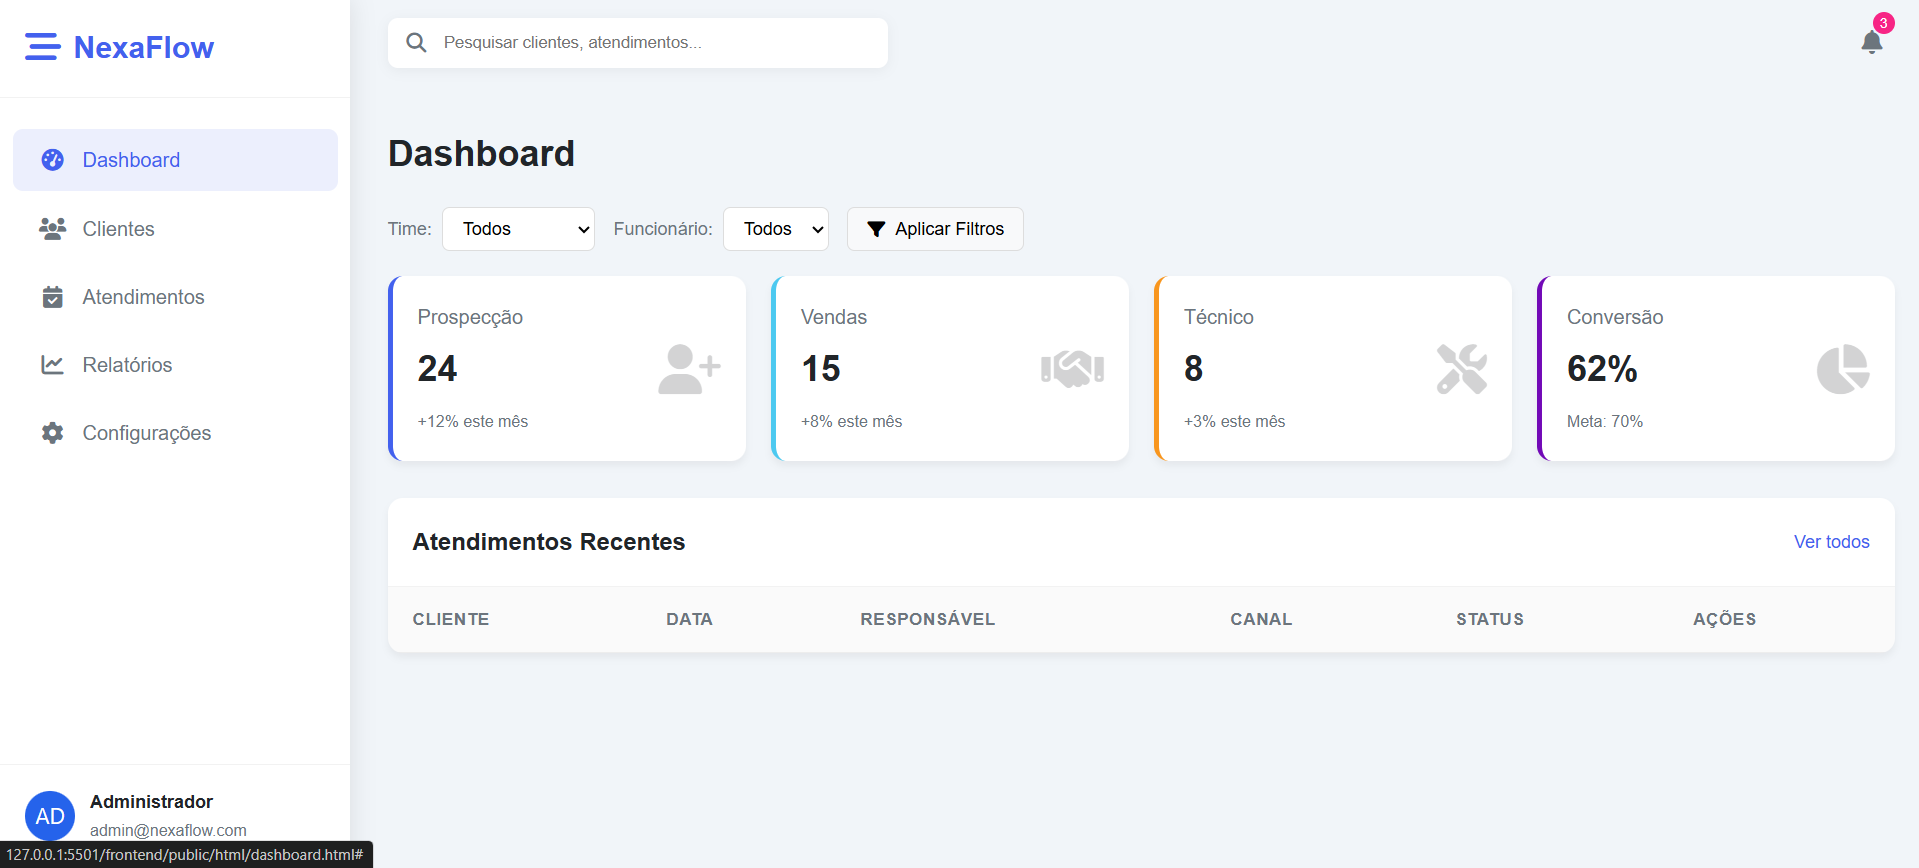 NexaFlow
Pesquisar clientes, atendimentos...
3
Dashboard
Clientes
Atendimentos
Relatórios
Configurações
Dashboard
Time: Todos Funcionário: Todos Aplicar Filtros
Prospecção
24
+12% este mês
Vendas
15
+8% este mês
Técnico
8
+3% este mês
Conversão
62%
Meta: 70%
Atendimentos Recentes
Ver todos
CLIENTE DATA RESPONSÁVEL CANAL STATUS AÇÕES
AD
Administrador
admin@nexaflow.com
127.0.0.1:5501/frontend/public/html/dashboard.html#